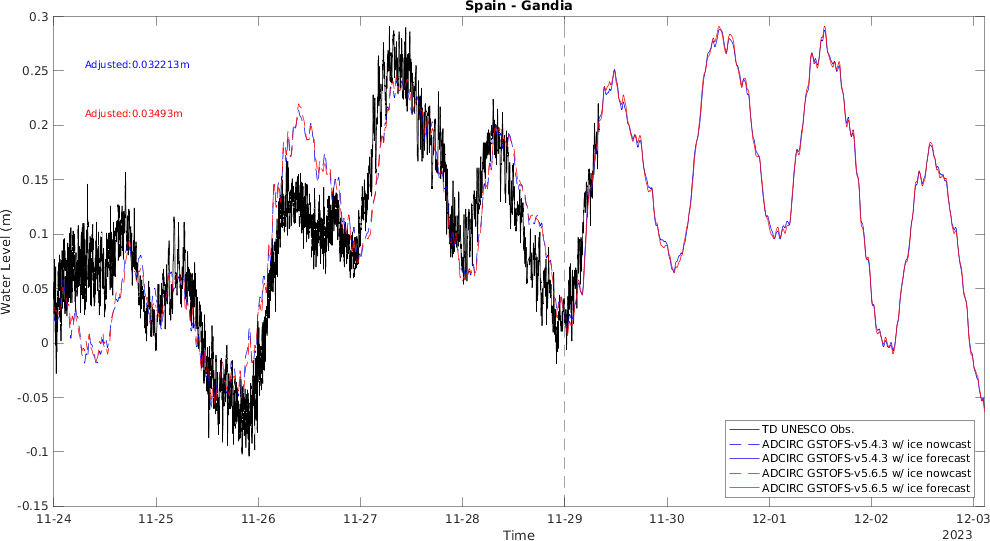 Spain - Gandia
Adjusted:0.032213m
Adjusted:0.03493m
Water Level (m)
0.3
0.25
0.2
0.15
0.1
0.05
0
-0.05
-0.1
-0.15
TD UNESCO Obs.
ADCIRC GSTOFS-v5.4.3 w/ ice nowcast
ADCIRC GSTOFS-v5.4.3 w/ ice forecast
ADCIRC GSTOFS-v5.6.5 w/ ice nowcast
ADCIRC GSTOFS-v5.6.5 w/ ice forecast
11-24 11-25 11-26 11-27 11-28 11-29 11-30 12-01 12-02 12-03
Time
2023